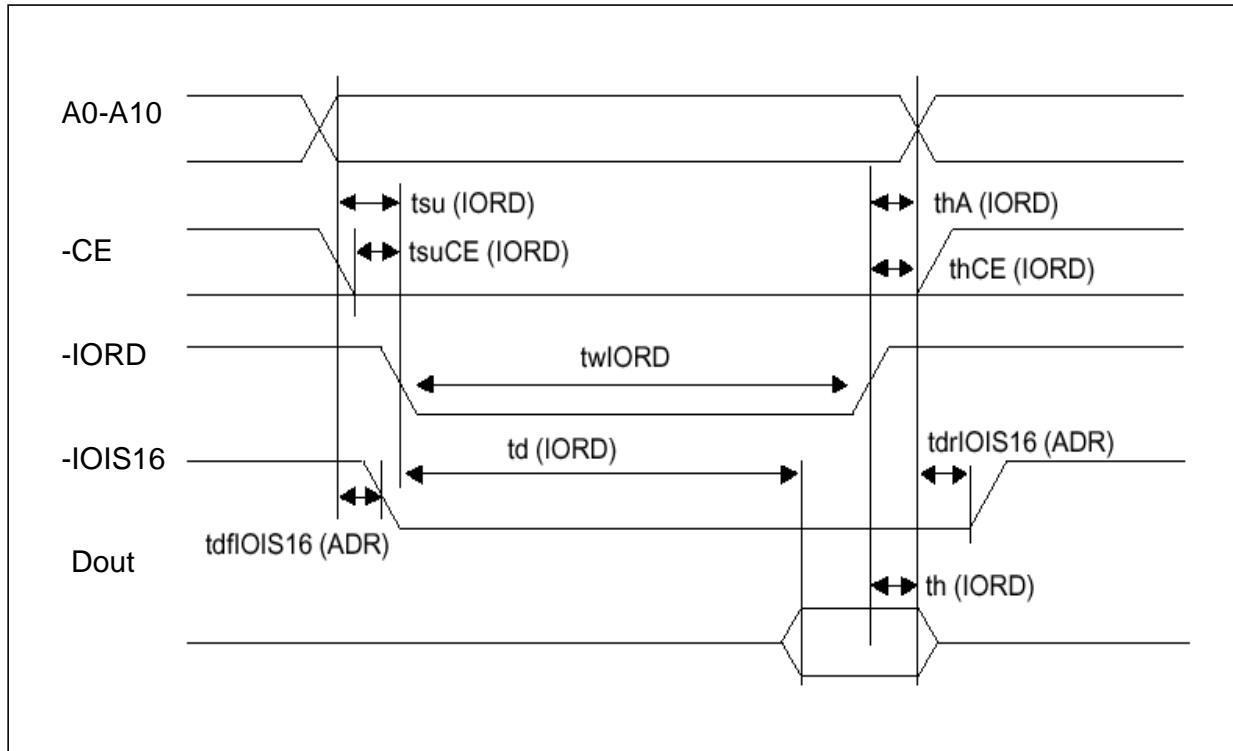 A0-A10
tsu (IORD)
thA (IORD)
-CE
tsuCE (IORD)
thCE (IORD)
-IORD
twIORD
-IOIS16
td (IORD)
tdrIOIS16 (ADR)
tdfIOIS16 (ADR)
Dout
th (IORD)